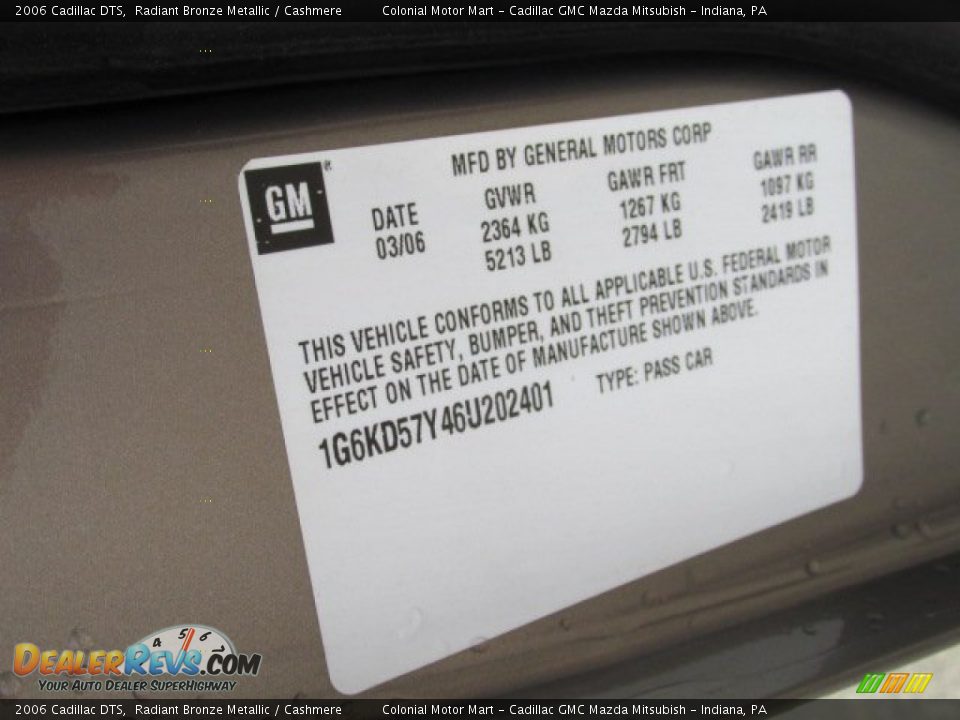 2006 Cadillac DTS,  Radiant Bronze Metallic / Cashmere          Colonial Motor Mart - Cadillac GMC Mazda Mitsubish - Indiana, PA
GM®
MFD BY GENERAL MOTORS CORP
DATE GVWR GAWR FRT GAWR RR
03/06 2364 KG 1267 KG 1097 KG
5213 LB 2794 LB 2419 LB
THIS VEHICLE CONFORMS TO ALL APPLICABLE U.S. FEDERAL MOTOR
VEHICLE SAFETY, BUMPER, AND THEFT PREVENTION STANDARDS IN
EFFECT ON THE DATE OF MANUFACTURE SHOWN ABOVE.
1G6KD57Y46U202401 TYPE: PASS CAR
4 5 6 7
DealerRevs.com
Your Auto Dealer SuperHighway
2006 Cadillac DTS,  Radiant Bronze Metallic / Cashmere          Colonial Motor Mart - Cadillac GMC Mazda Mitsubish - Indiana, PA